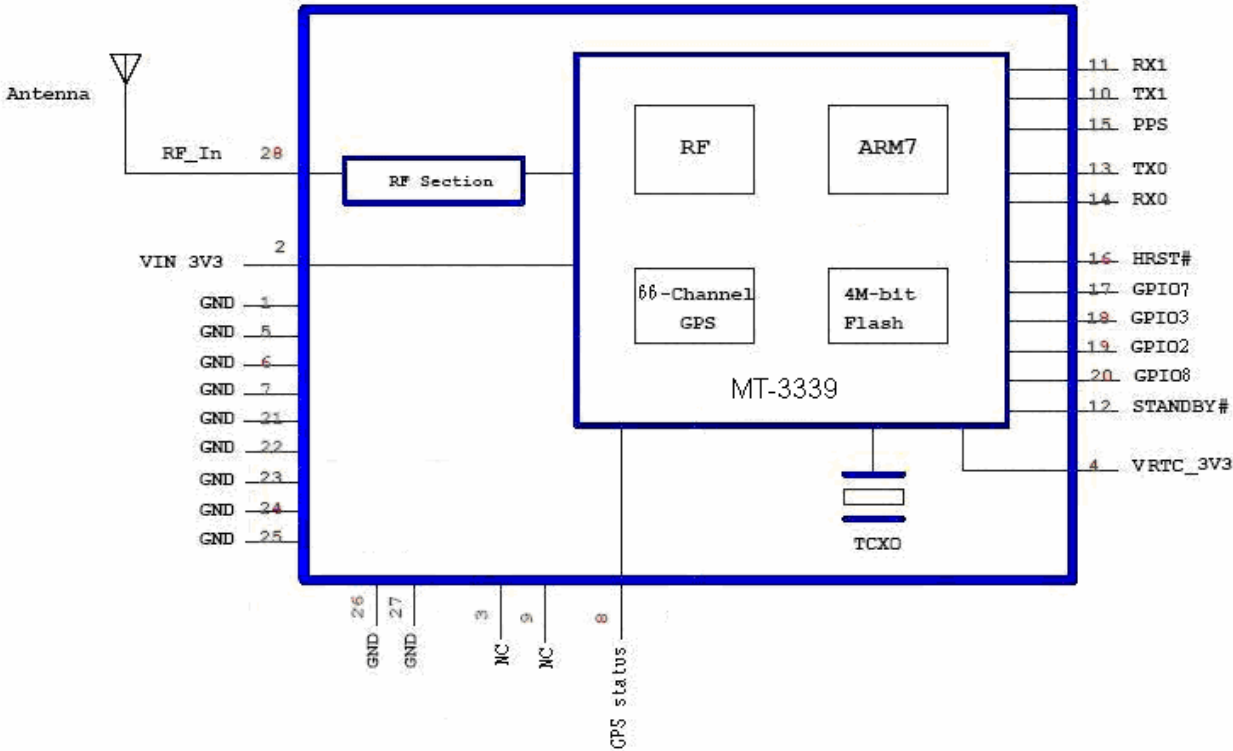 Antenna
RF_In 28
RF Section
2
VIN 3V3
GND 1
GND 5
GND 6
GND 7
GND 21
GND 22
GND 23
GND 24
GND 25
RF
ARM7
66-Channel
GPS
4M-bit
Flash
MT-3339
TCXO
11 RX1
10 TX1
15 PPS
13 TX0
14 RX0
16 HRST#
17 GPIO7
18 GPIO3
19 GPIO2
20 GPIO8
12 STANDBY#
4 VRTC_3V3
26 GND
27 GND
3 NC
9 NC
8 GPS status